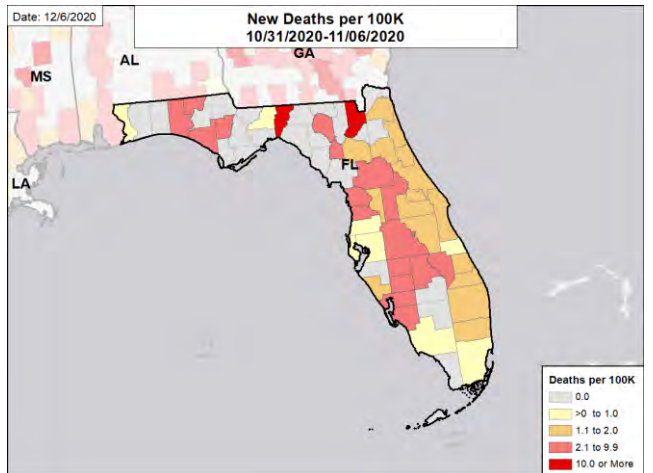 Date: 12/6/2020
New Deaths per 100K
10/31/2020-11/06/2020
MS
AL
GA
LA
FL
Deaths per 100K
0.0
>0 to 1.0
1.1 to 2.0
2.1 to 9.9
10.0 or More